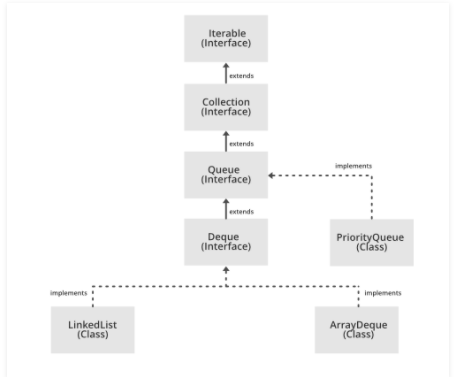 Iterable
(Interface)
extends
Collection
(Interface)
extends
Queue
(Interface)
implements
extends
Deque
(Interface)
PriorityQueue
(Class)
implements
implements
LinkedList
(Class)
ArrayDeque
(Class)